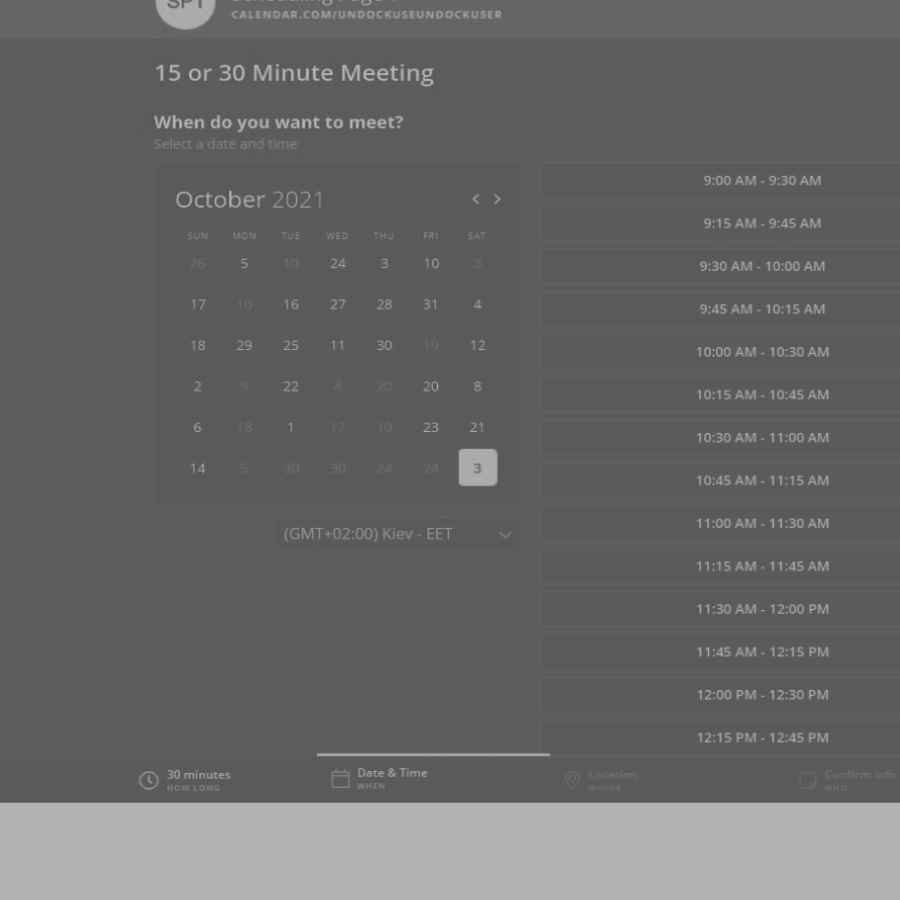 SPT
CALENDAR.COM/UNDOCKUSEUNDOCKUSER
15 or 30 Minute Meeting
When do you want to meet?
Select a date and time
October 2021
SUN MON TUE WED THU FRI SAT
26 5 10 24 3 10 3
17 10 16 27 28 31 4
18 29 25 11 30 19 12
2 9 22 4 20 20 8
6 18 1 17 10 23 21
14 5 30 30 24 24 3
(GMT+02:00) Kiev - EET
9:00 AM - 9:30 AM
9:15 AM - 9:45 AM
9:30 AM - 10:00 AM
9:45 AM - 10:15 AM
10:00 AM - 10:30 AM
10:15 AM - 10:45 AM
10:30 AM - 11:00 AM
10:45 AM - 11:15 AM
11:00 AM - 11:30 AM
11:15 AM - 11:45 AM
11:30 AM - 12:00 PM
11:45 AM - 12:15 PM
12:00 PM - 12:30 PM
12:15 PM - 12:45 PM
30 minutes
HOW LONG
Date & Time
WHEN
Location
WHERE
Confirm Info
WHO